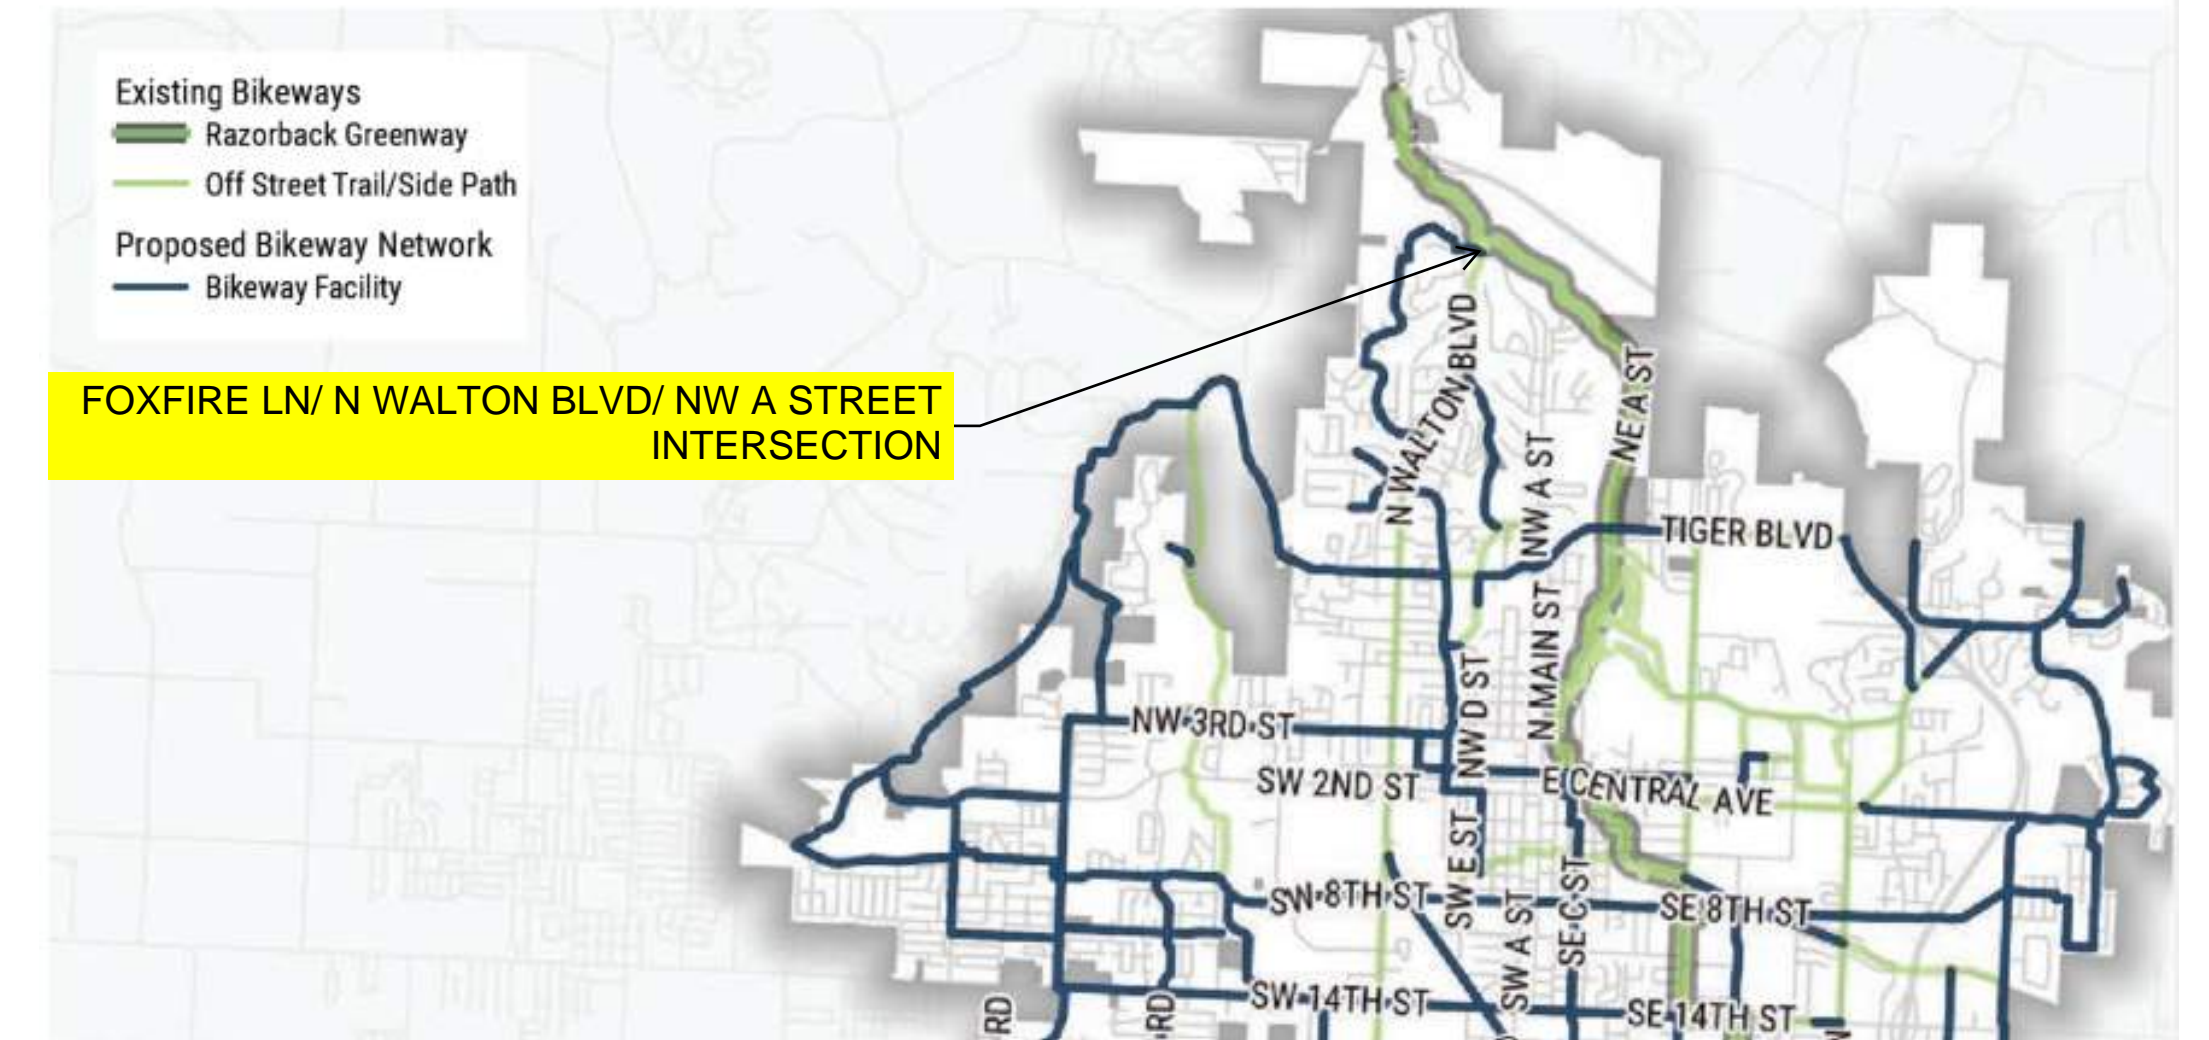 Existing Bikeways
Razorback Greenway
Off Street Trail/Side Path
Proposed Bikeway Network
Bikeway Facility
FOXFIRE LN/ N WALTON BLVD/ NW A STREET
INTERSECTION
N WALTON BLVD
NE A ST
N WALTON
NW A ST
TIGER BLVD
N MAIN ST
NW 3RD ST
NW D ST
SW 2ND ST
E CENTRAL AVE
SW E ST
SW 8TH ST
SE C ST
SW A ST
SE 8TH ST
SW 14TH ST
SE 14TH ST
RD
RD